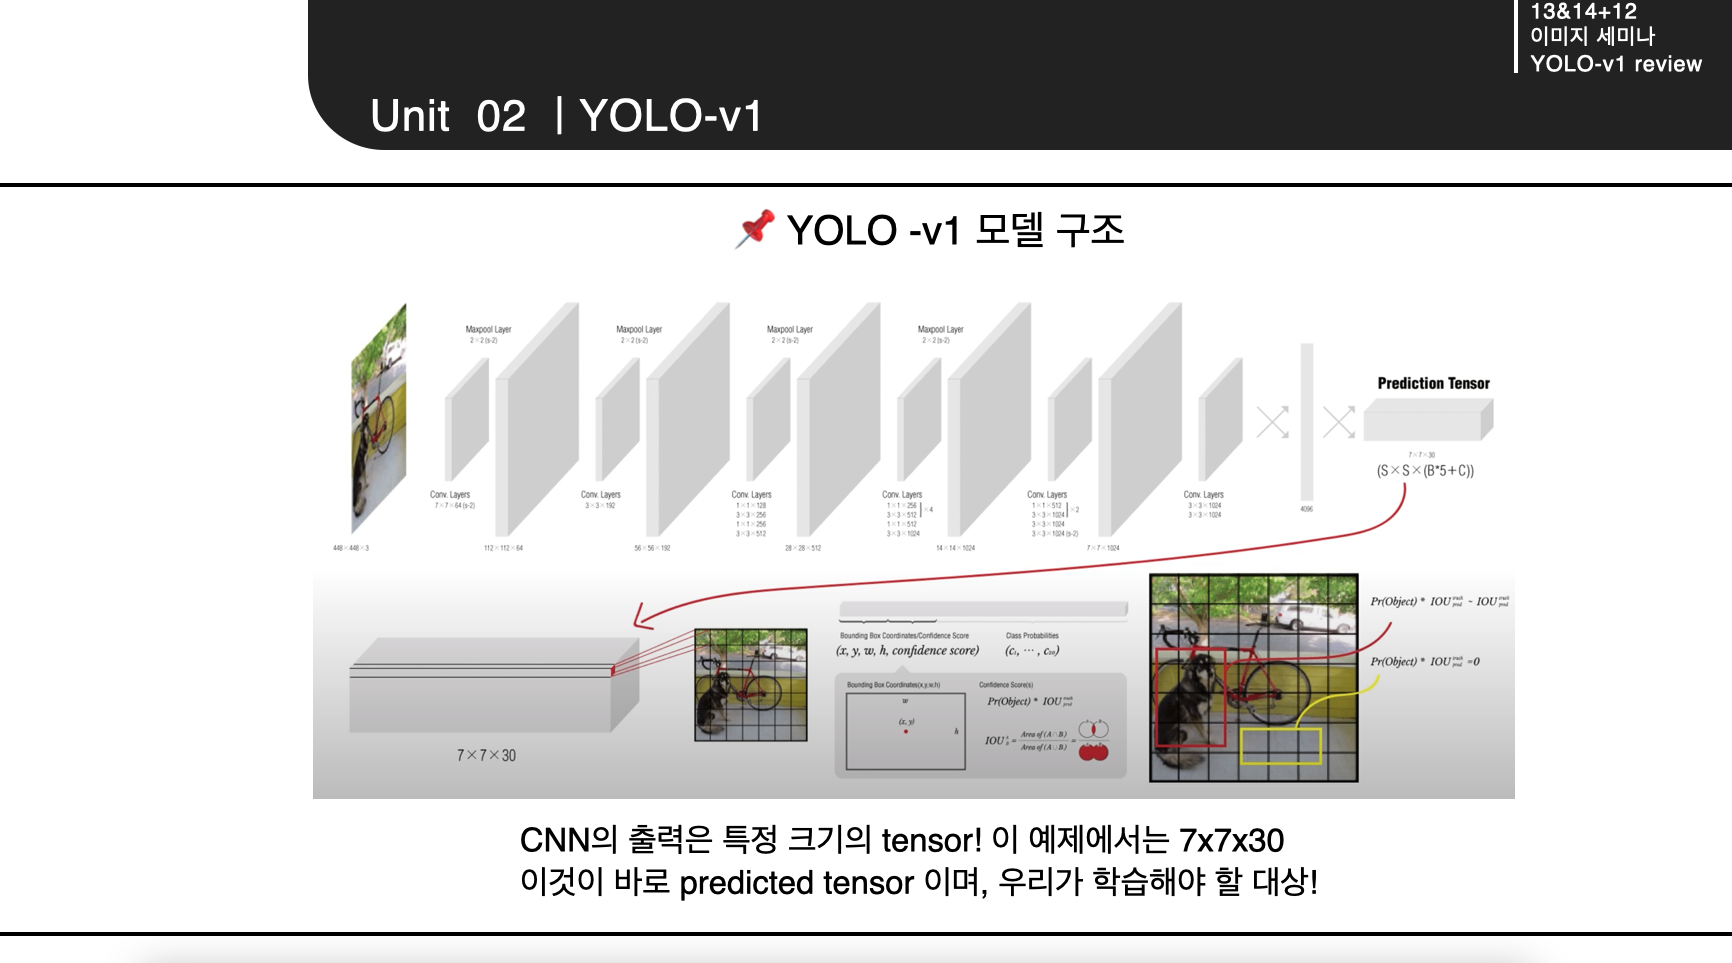 13&14+12
이미지 세미나
YOLO-v1 review
Unit 02 | YOLO-v1
📌 YOLO -v1 모델 구조
Maxpool Layer
2×2 (s-2)
Maxpool Layer
2×2 (s-2)
Maxpool Layer
2×2 (s-2)
Maxpool Layer
2×2 (s-2)
Prediction Tensor
7×7×30
(S×S×(B*5+C))
Conv. Layers
7×7×64 (s-2)
Conv. Layers
3×3×192
Conv. Layers
1×1×128
3×3×256
1×1×256
3×3×512
Conv. Layers
1×1×256
3×3×512
×4
1×1×512
3×3×1024
Conv. Layers
1×1×512
3×3×1024
×2
3×3×1024
3×3×1024 (s-2)
Conv. Layers
3×3×1024
3×3×1024
4096
448×448×3
112×112×64
56×56×192
28×28×512
14×14×1024
7×7×1024
7×7×30
Bounding Box Coordinates/Confidence Score
(x, y, w, h, confidence score)
Class Probabilities
(c₁, ⋯ , c₂₀)
Bounding Box Coordinates(x,y,w,h)
w
(x, y)
h
Confidence Score(s)
Pr(Object) * IOU truth pred
IOU = Area of (A∩B) / Area of (A∪B) =
Pr(Object) * IOU truth pred ~ IOU truth pred
Pr(Object) * IOU truth pred =0
CNN의 출력은 특정 크기의 tensor! 이 예제에서는 7x7x30
이것이 바로 predicted tensor 이며, 우리가 학습해야 할 대상!